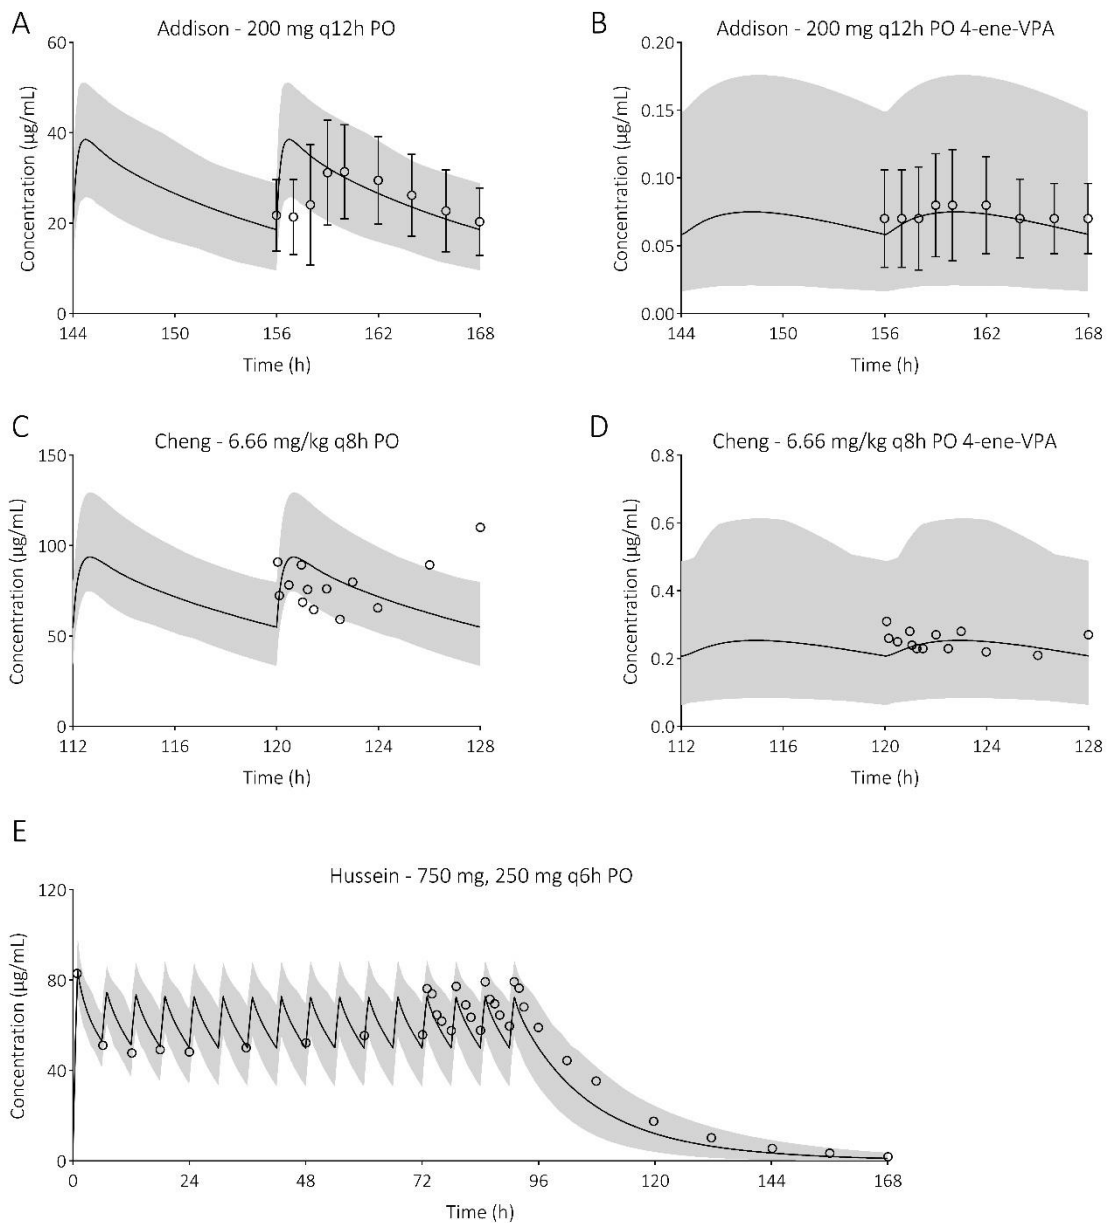 A
Addison - 200 mg q12h PO
60
40
20
0
Concentration (µg/mL)
144
150
156
162
168
Time (h)
B
Addison - 200 mg q12h PO 4-ene-VPA
0.20
0.15
0.10
0.05
0.00
Concentration (µg/mL)
144
150
156
162
168
Time (h)
C
Cheng - 6.66 mg/kg q8h PO
150
100
50
0
Concentration (µg/mL)
112
116
120
124
128
Time (h)
D
Cheng - 6.66 mg/kg q8h PO 4-ene-VPA
0.8
0.6
0.4
0.2
0.0
Concentration (µg/mL)
112
116
120
124
128
Time (h)
E
Hussein - 750 mg, 250 mg q6h PO
120
80
40
0
Concentration (µg/mL)
0
24
48
72
96
120
144
168
Time (h)